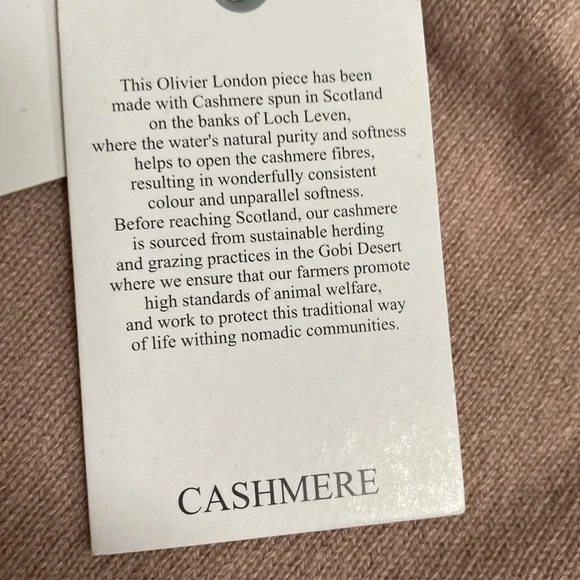 This Olivier London piece has been
made with Cashmere spun in Scotland
on the banks of Loch Leven,
where the water's natural purity and softness
helps to open the cashmere fibres,
resulting in wonderfully consistent
colour and unparallel softness.
Before reaching Scotland, our cashmere
is sourced from sustainable herding
and grazing practices in the Gobi Desert
where we ensure that our farmers promote
high standards of animal welfare,
and work to protect this traditional way
of life withing nomadic communities.
CASHMERE